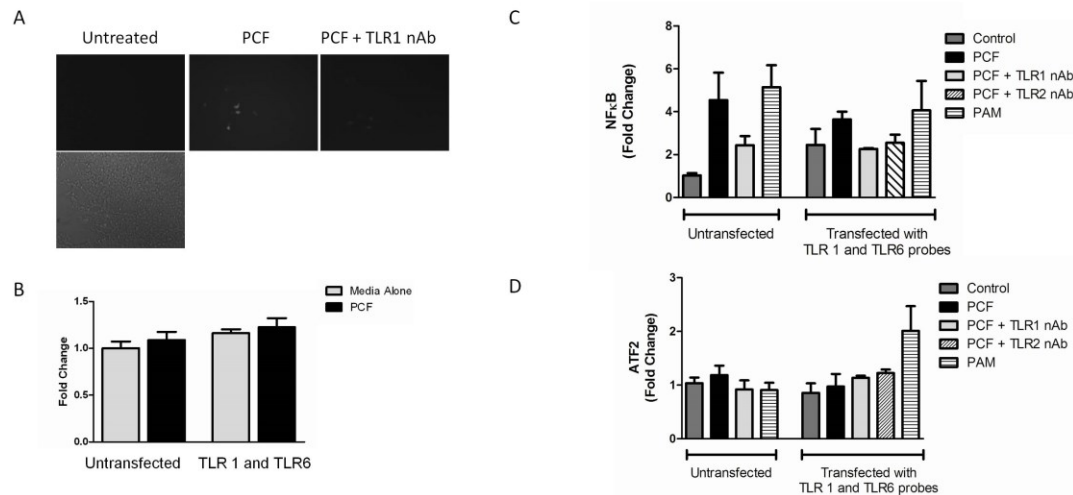 A
Untreated
PCF
PCF + TLR1 nAb
B
Fold Change
1.5
1.0
0.5
0.0
Media Alone
PCF
Untransfected
TLR 1 and TLR6
C
NFκB
(Fold Change)
8
6
4
2
0
Control
PCF
PCF + TLR1 nAb
PCF + TLR2 nAb
PAM
Untransfected
Transfected with
TLR 1 and TLR6 probes
D
ATF2
(Fold Change)
3
2
1
0
Control
PCF
PCF + TLR1 nAb
PCF + TLR2 nAb
PAM
Untransfected
Transfected with
TLR 1 and TLR6 probes